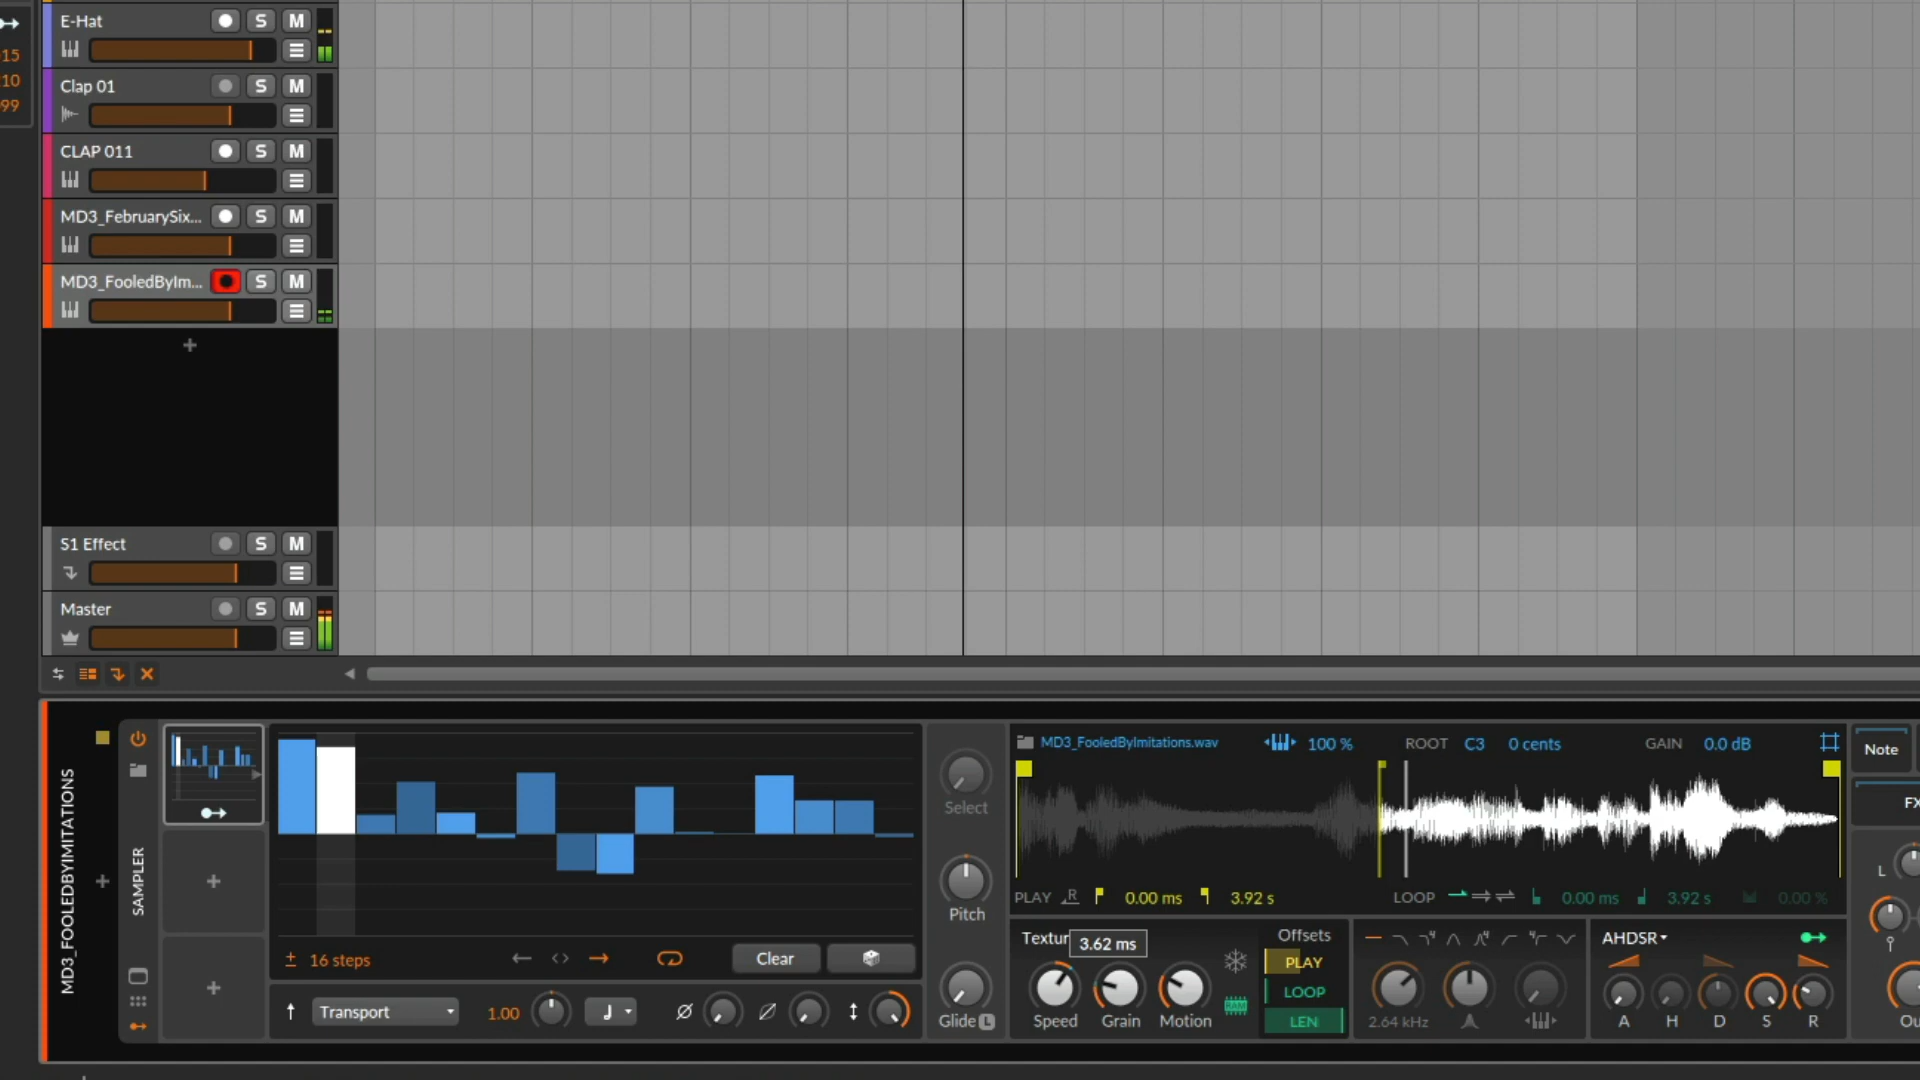 E-Hat S M
15
10
99
Clap 01 S M
CLAP 011 S M
MD3_FebruarySix... S M
MD3_FooledByIm... S M
+
S1 Effect S M
Master S M
MD3_FOOLEDBYIMITATIONS
SAMPLER
± 16 steps
Clear
Transport 1.00
Select
Pitch
Glide L
MD3_FooledByImitations.wav 100 % ROOT C3 0 cents GAIN 0.0 dB
PLAY R 0.00 ms 3.92 s LOOP 0.00 ms 3.92 s 0.00 %
Textur 3.62 ms
Speed Grain Motion
RAM
Offsets
PLAY
LOOP
LEN
2.64 kHz
AHDSR
A H D S R
Note
FX
L
Ou